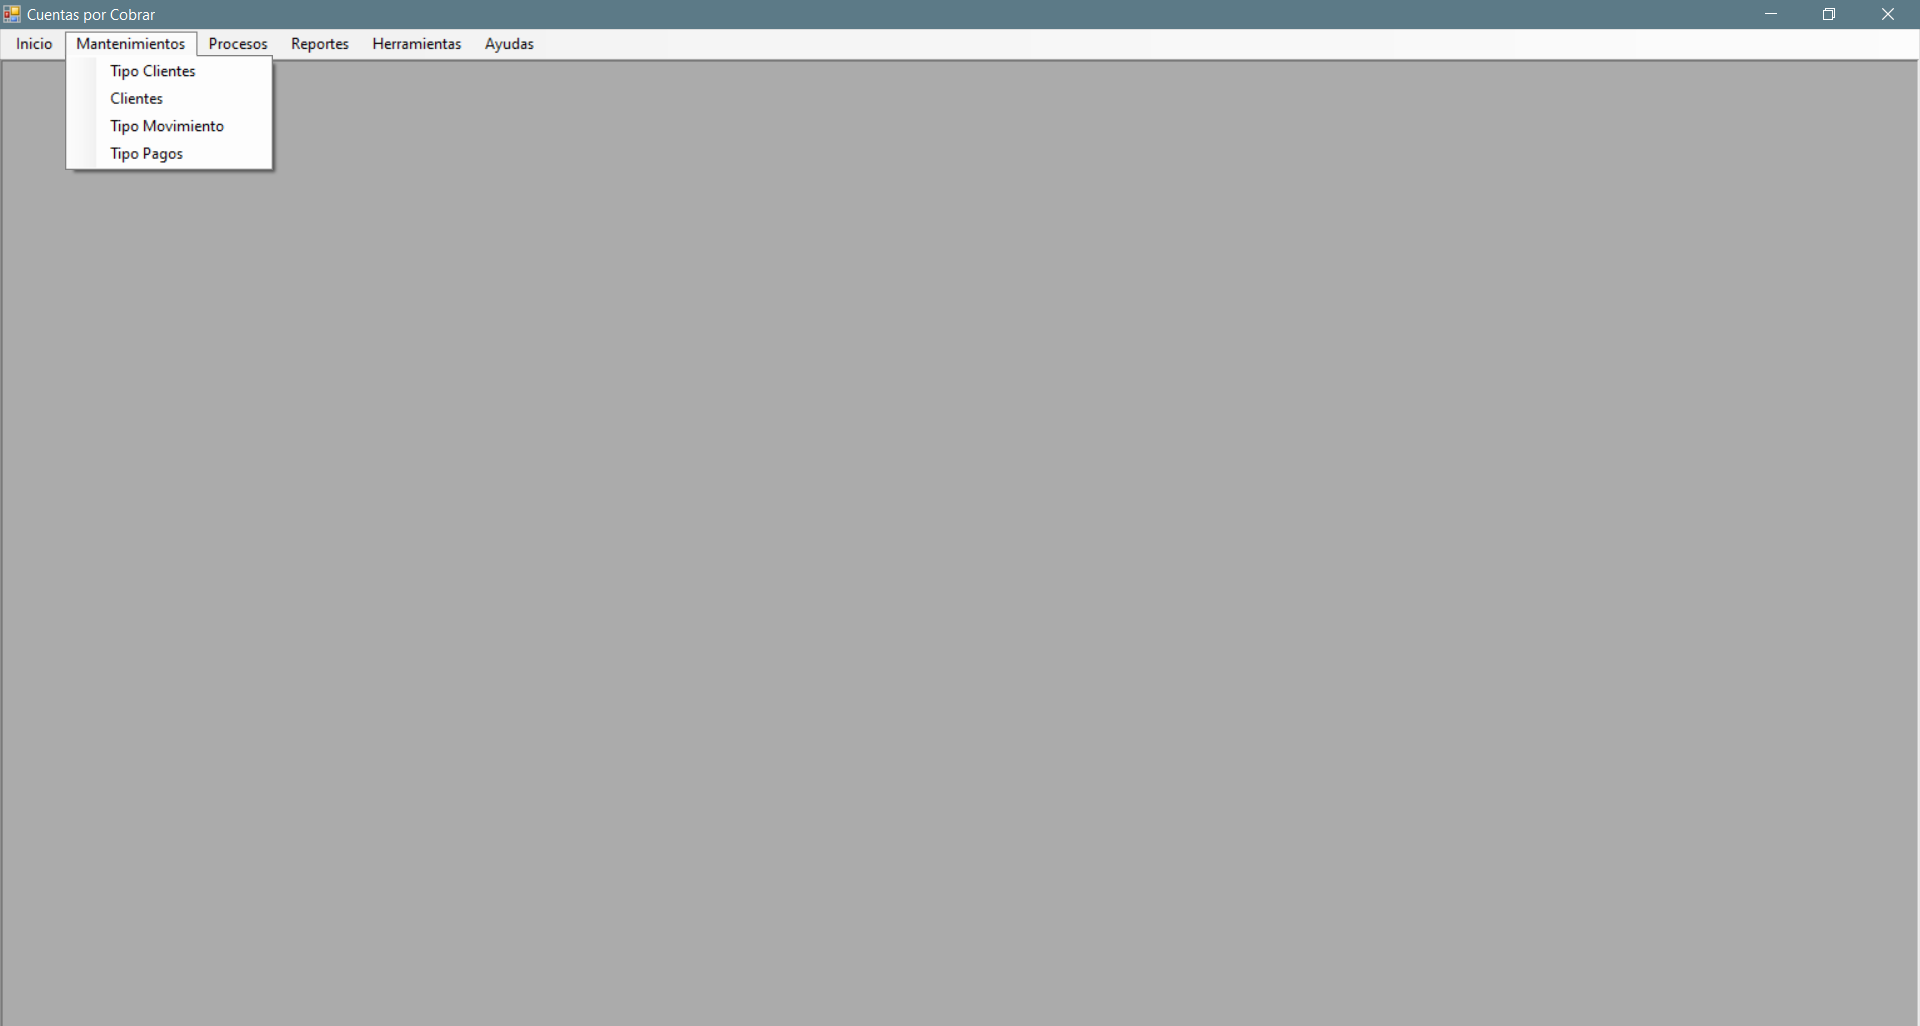 Cuentas por Cobrar
Inicio Mantenimientos Procesos Reportes Herramientas Ayudas
Tipo Clientes
Clientes
Tipo Movimiento
Tipo Pagos